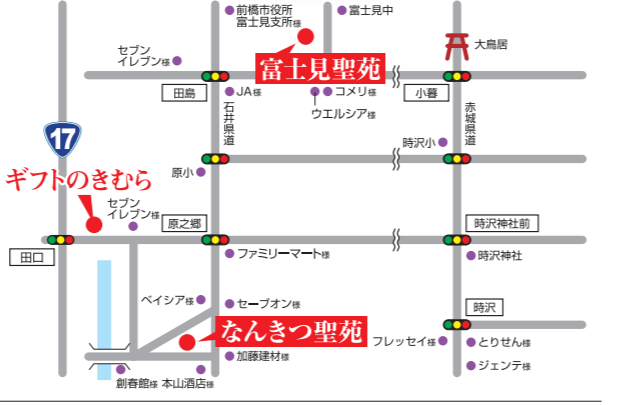 前橋市役所
富士見支所様
富士見中
セブン
イレブン様
富士見聖苑
大鳥居
田島
JA様
コメリ様
ウエルシア様
小暮
石井県道
赤城県道
17
時沢小
ギフトのきむら
原小
セブン
イレブン様
原之郷
時沢神社前
田口
ファミリーマート様
時沢神社
ベイシア様
セーブオン様
時沢
なんきつ聖苑
フレッセイ様
とりせん様
加藤建材様
ジェンテ様
創春館様
本山酒店様